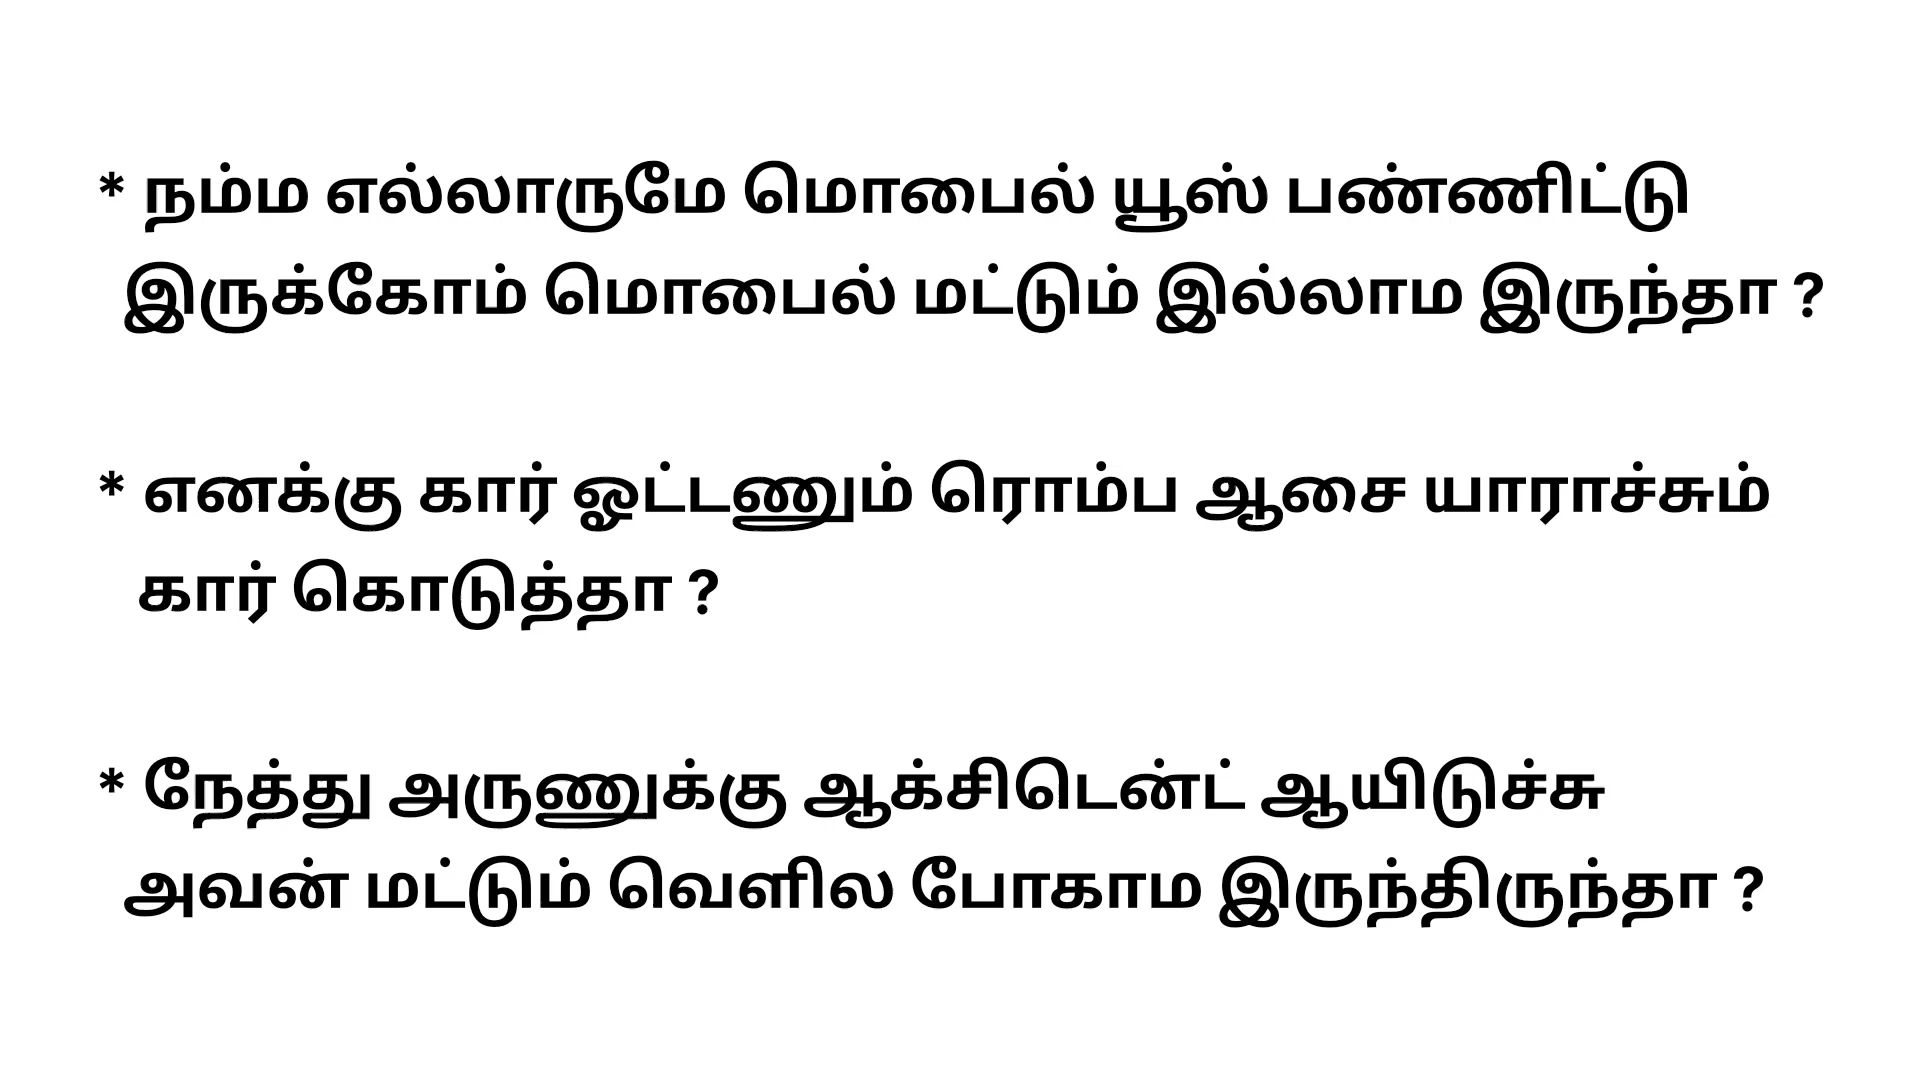 * நம்ம எல்லாருமே மொபைல் யூஸ் பண்ணிட்டு
இருக்கோம் மொபைல் மட்டும் இல்லாம இருந்தா ?
* எனக்கு கார் ஓட்டணும் ரொம்ப ஆசை யாராச்சும்
கார் கொடுத்தா ?
* நேத்து அருணுக்கு ஆக்சிடென்ட் ஆயிடுச்சு
அவன் மட்டும் வெளில போகாம இருந்திருந்தா ?